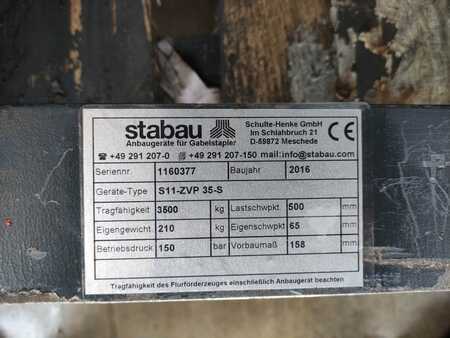 stabau
Anbaugeräte für Gabelstapler
Schulte-Henke GmbH
Im Schlahbruch 21
D-59872 Meschede
CE
☎ +49 291 207-0 +49 291 207-150 mail:info@stabau.com
Seriennr. 1160377 Baujahr 2016
Geräte-Type S11-ZVP 35-S
Tragfähigkeit 3500 kg Lastschwpkt 500 mm
Eigengewicht 210 kg Eigenschwpkt 65 mm
Betriebsdruck 150 bar Vorbaumaß 158 mm
Tragfähigkeit des Flurförderzeuges einschließlich Anbaugerät beachten